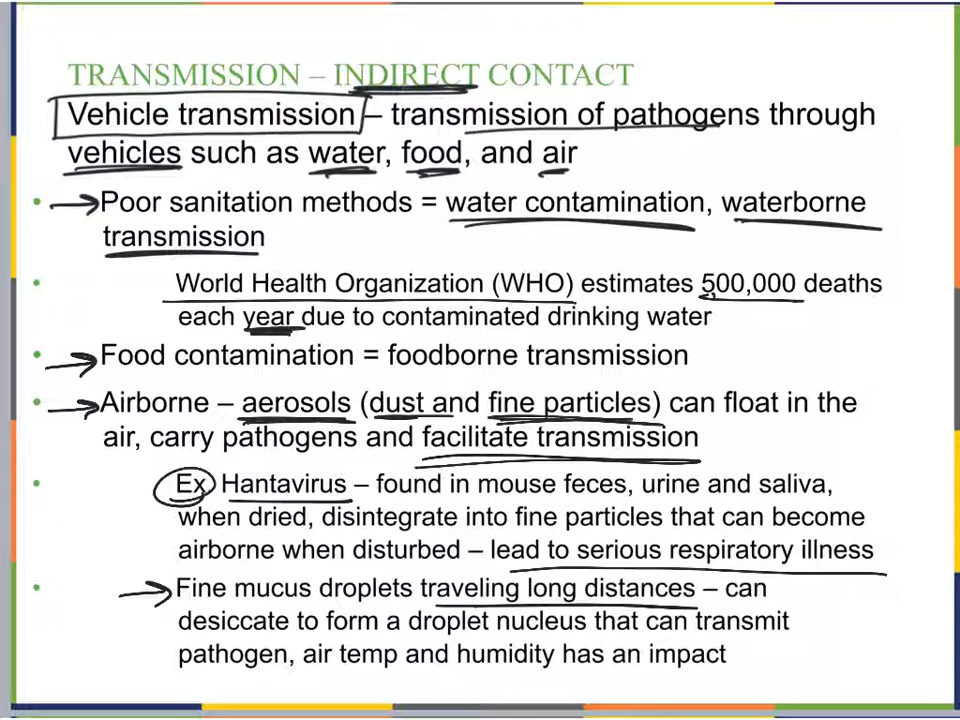 TRANSMISSION – INDIRECT CONTACT
Vehicle transmission – transmission of pathogens through
vehicles such as water, food, and air
• Poor sanitation methods = water contamination, waterborne
transmission
• World Health Organization (WHO) estimates 500,000 deaths
each year due to contaminated drinking water
• Food contamination = foodborne transmission
• Airborne – aerosols (dust and fine particles) can float in the
air, carry pathogens and facilitate transmission
• Ex Hantavirus – found in mouse feces, urine and saliva,
when dried, disintegrate into fine particles that can become
airborne when disturbed – lead to serious respiratory illness
• Fine mucus droplets traveling long distances – can
desiccate to form a droplet nucleus that can transmit
pathogen, air temp and humidity has an impact